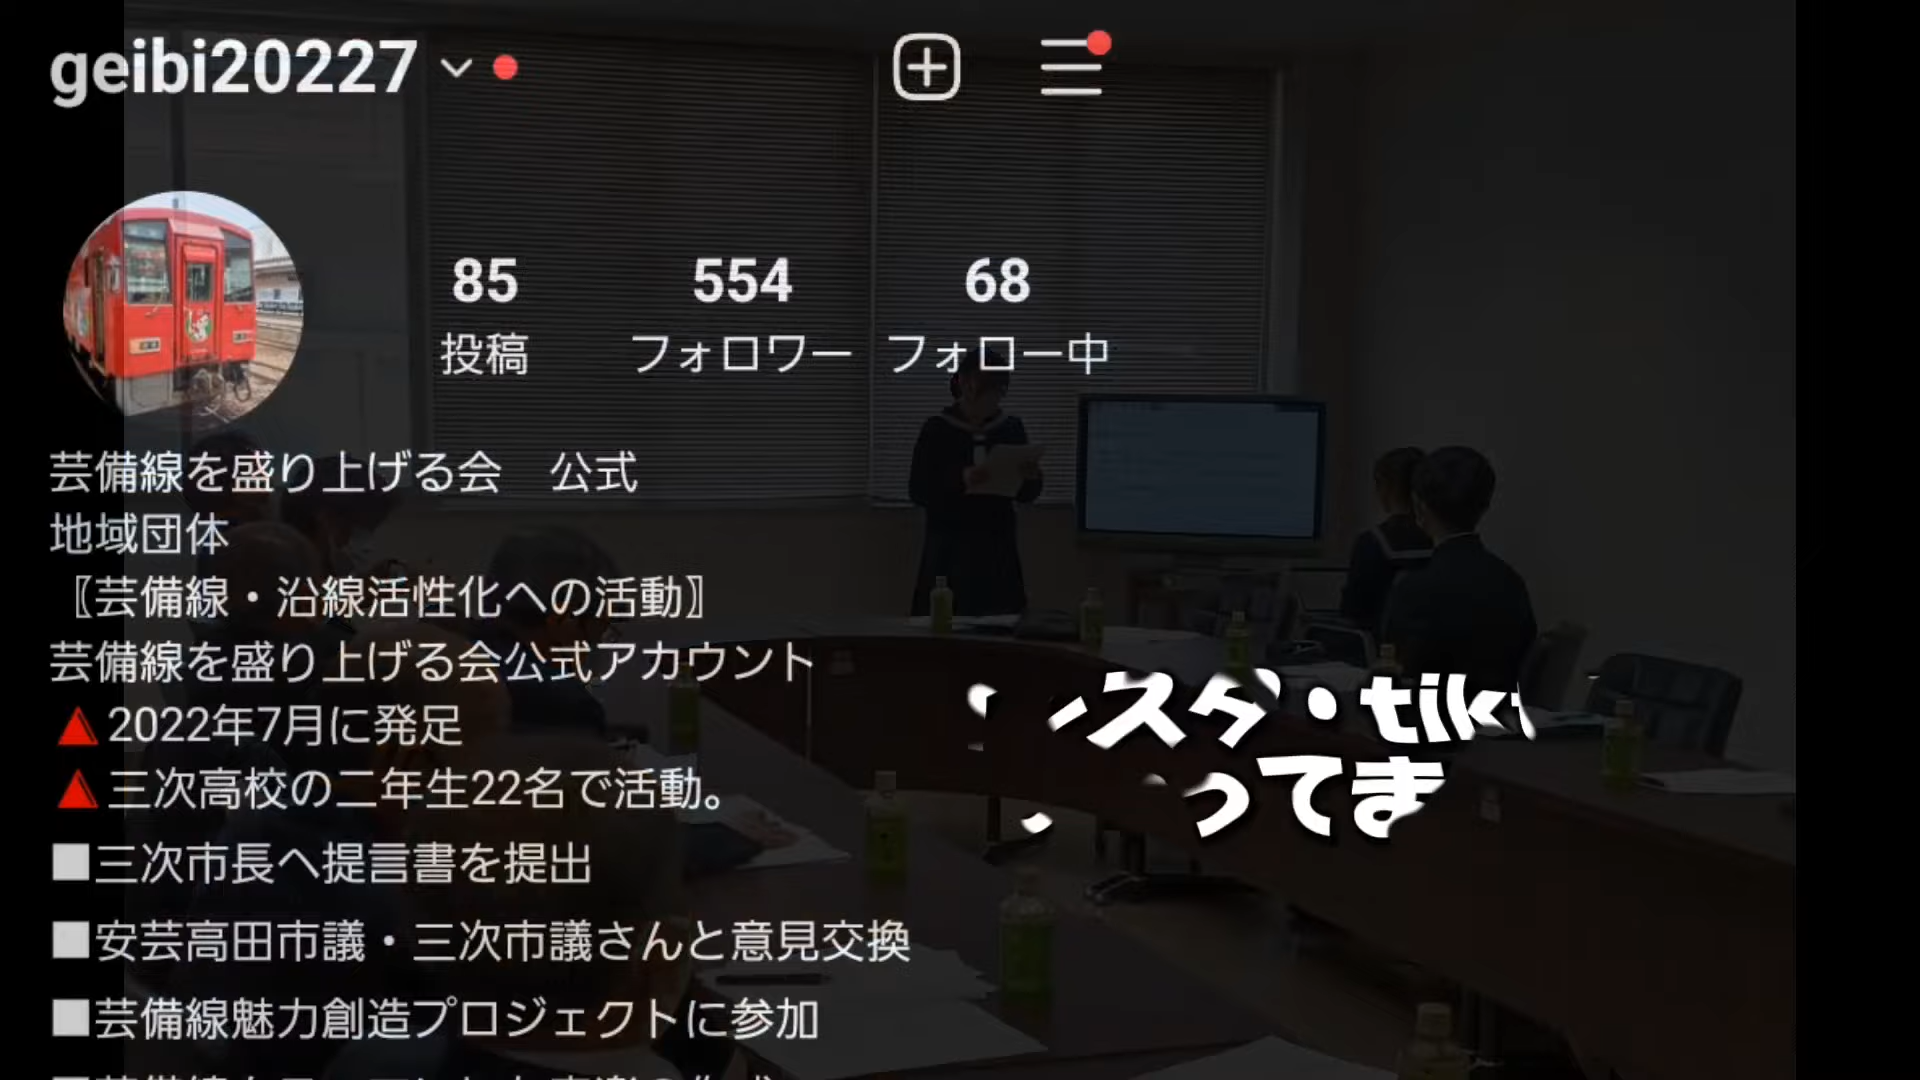 geibi20227
85 554 68
投稿 フォロワー フォロー中
芸備線を盛り上げる会 公式
地域団体
〖芸備線・沿線活性化への活動〗
芸備線を盛り上げる会公式アカウント
🔺2022年7月に発足
🔺三次高校の二年生22名で活動。
■三次市長へ提言書を提出
■安芸高田市議・三次市議さんと意見交換
■芸備線魅力創造プロジェクトに参加
スタ・tik
ってま